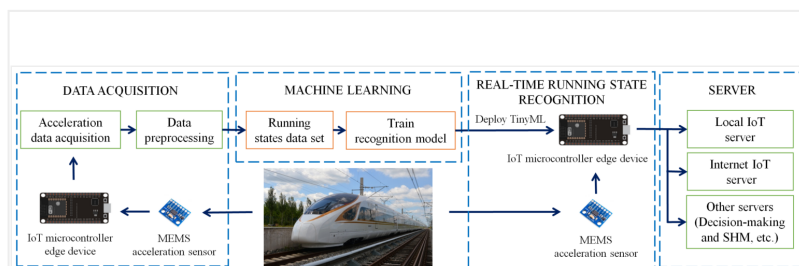 DATA ACQUISITION
Acceleration
data acquisition
Data
preprocessing
IoT microcontroller
edge device
MEMS
acceleration sensor
MACHINE LEARNING
Running
states data set
Train
recognition model
REAL-TIME RUNNING STATE
RECOGNITION
Deploy TinyML
IoT microcontroller edge device
MEMS
acceleration sensor
SERVER
Local IoT
server
Internet IoT
server
Other servers
(Decision-making
and SHM, etc.)